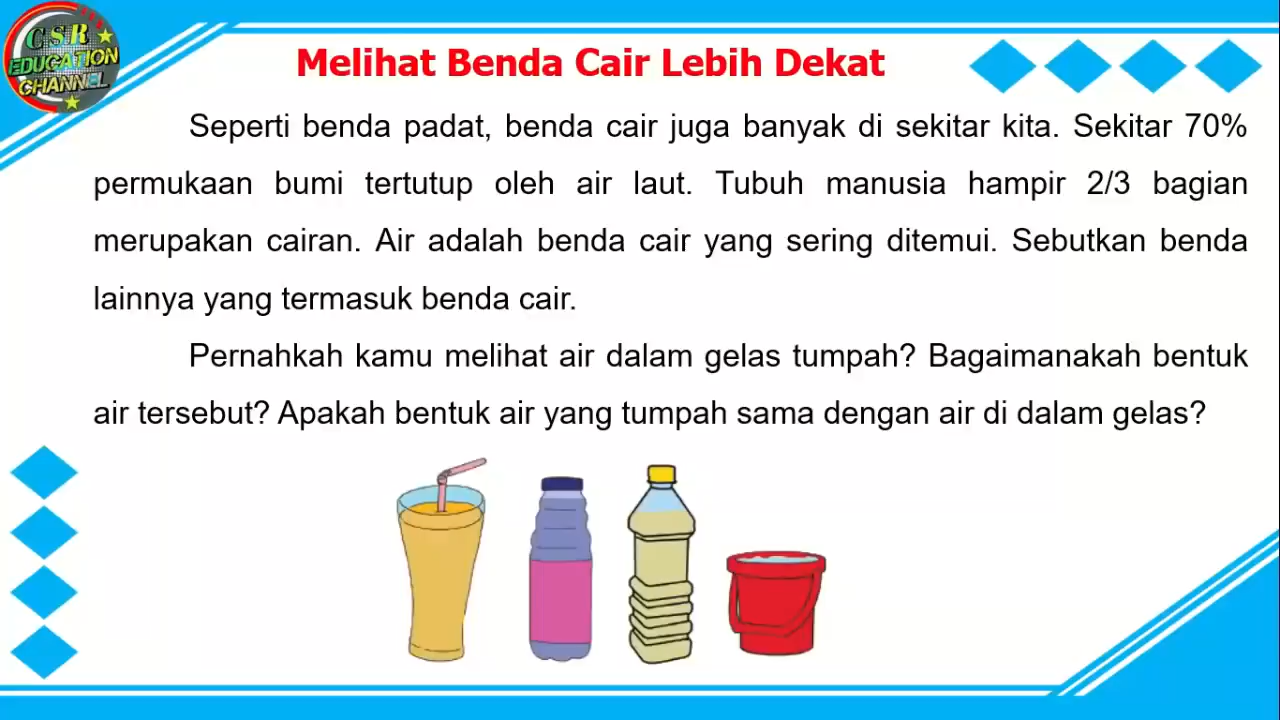 CSR
EDUCATION
CHANNEL
Melihat Benda Cair Lebih Dekat
Seperti benda padat, benda cair juga banyak di sekitar kita. Sekitar 70%
permukaan bumi tertutup oleh air laut. Tubuh manusia hampir 2/3 bagian
merupakan cairan. Air adalah benda cair yang sering ditemui. Sebutkan benda
lainnya yang termasuk benda cair.
Pernahkah kamu melihat air dalam gelas tumpah? Bagaimanakah bentuk
air tersebut? Apakah bentuk air yang tumpah sama dengan air di dalam gelas?